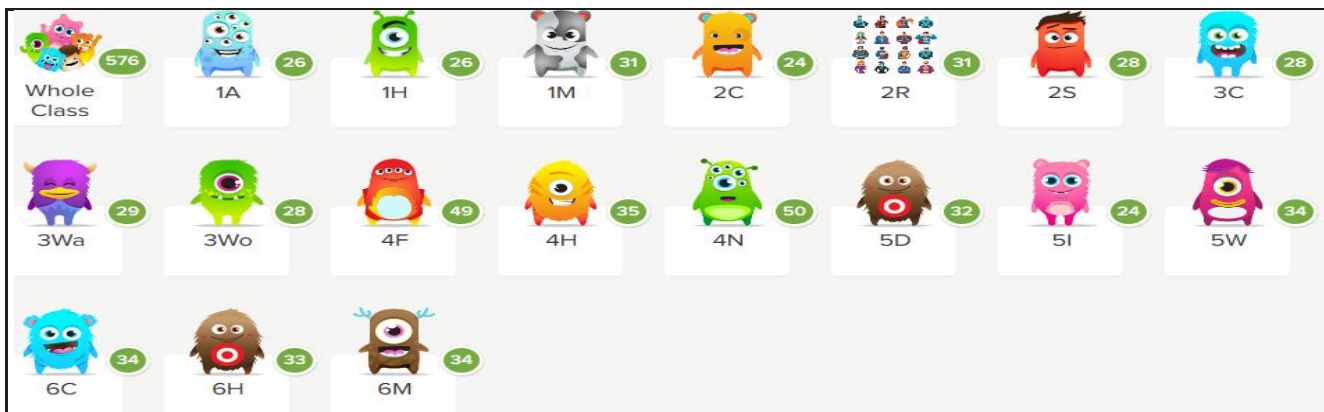 576 26 26 31 24 31 28 28
Whole Class 1A 1H 1M 2C 2R 2S 3C
29 28 49 35 50 32 24 34
3Wa 3Wo 4F 4H 4N 5D 5I 5W
34 33 34
6C 6H 6M